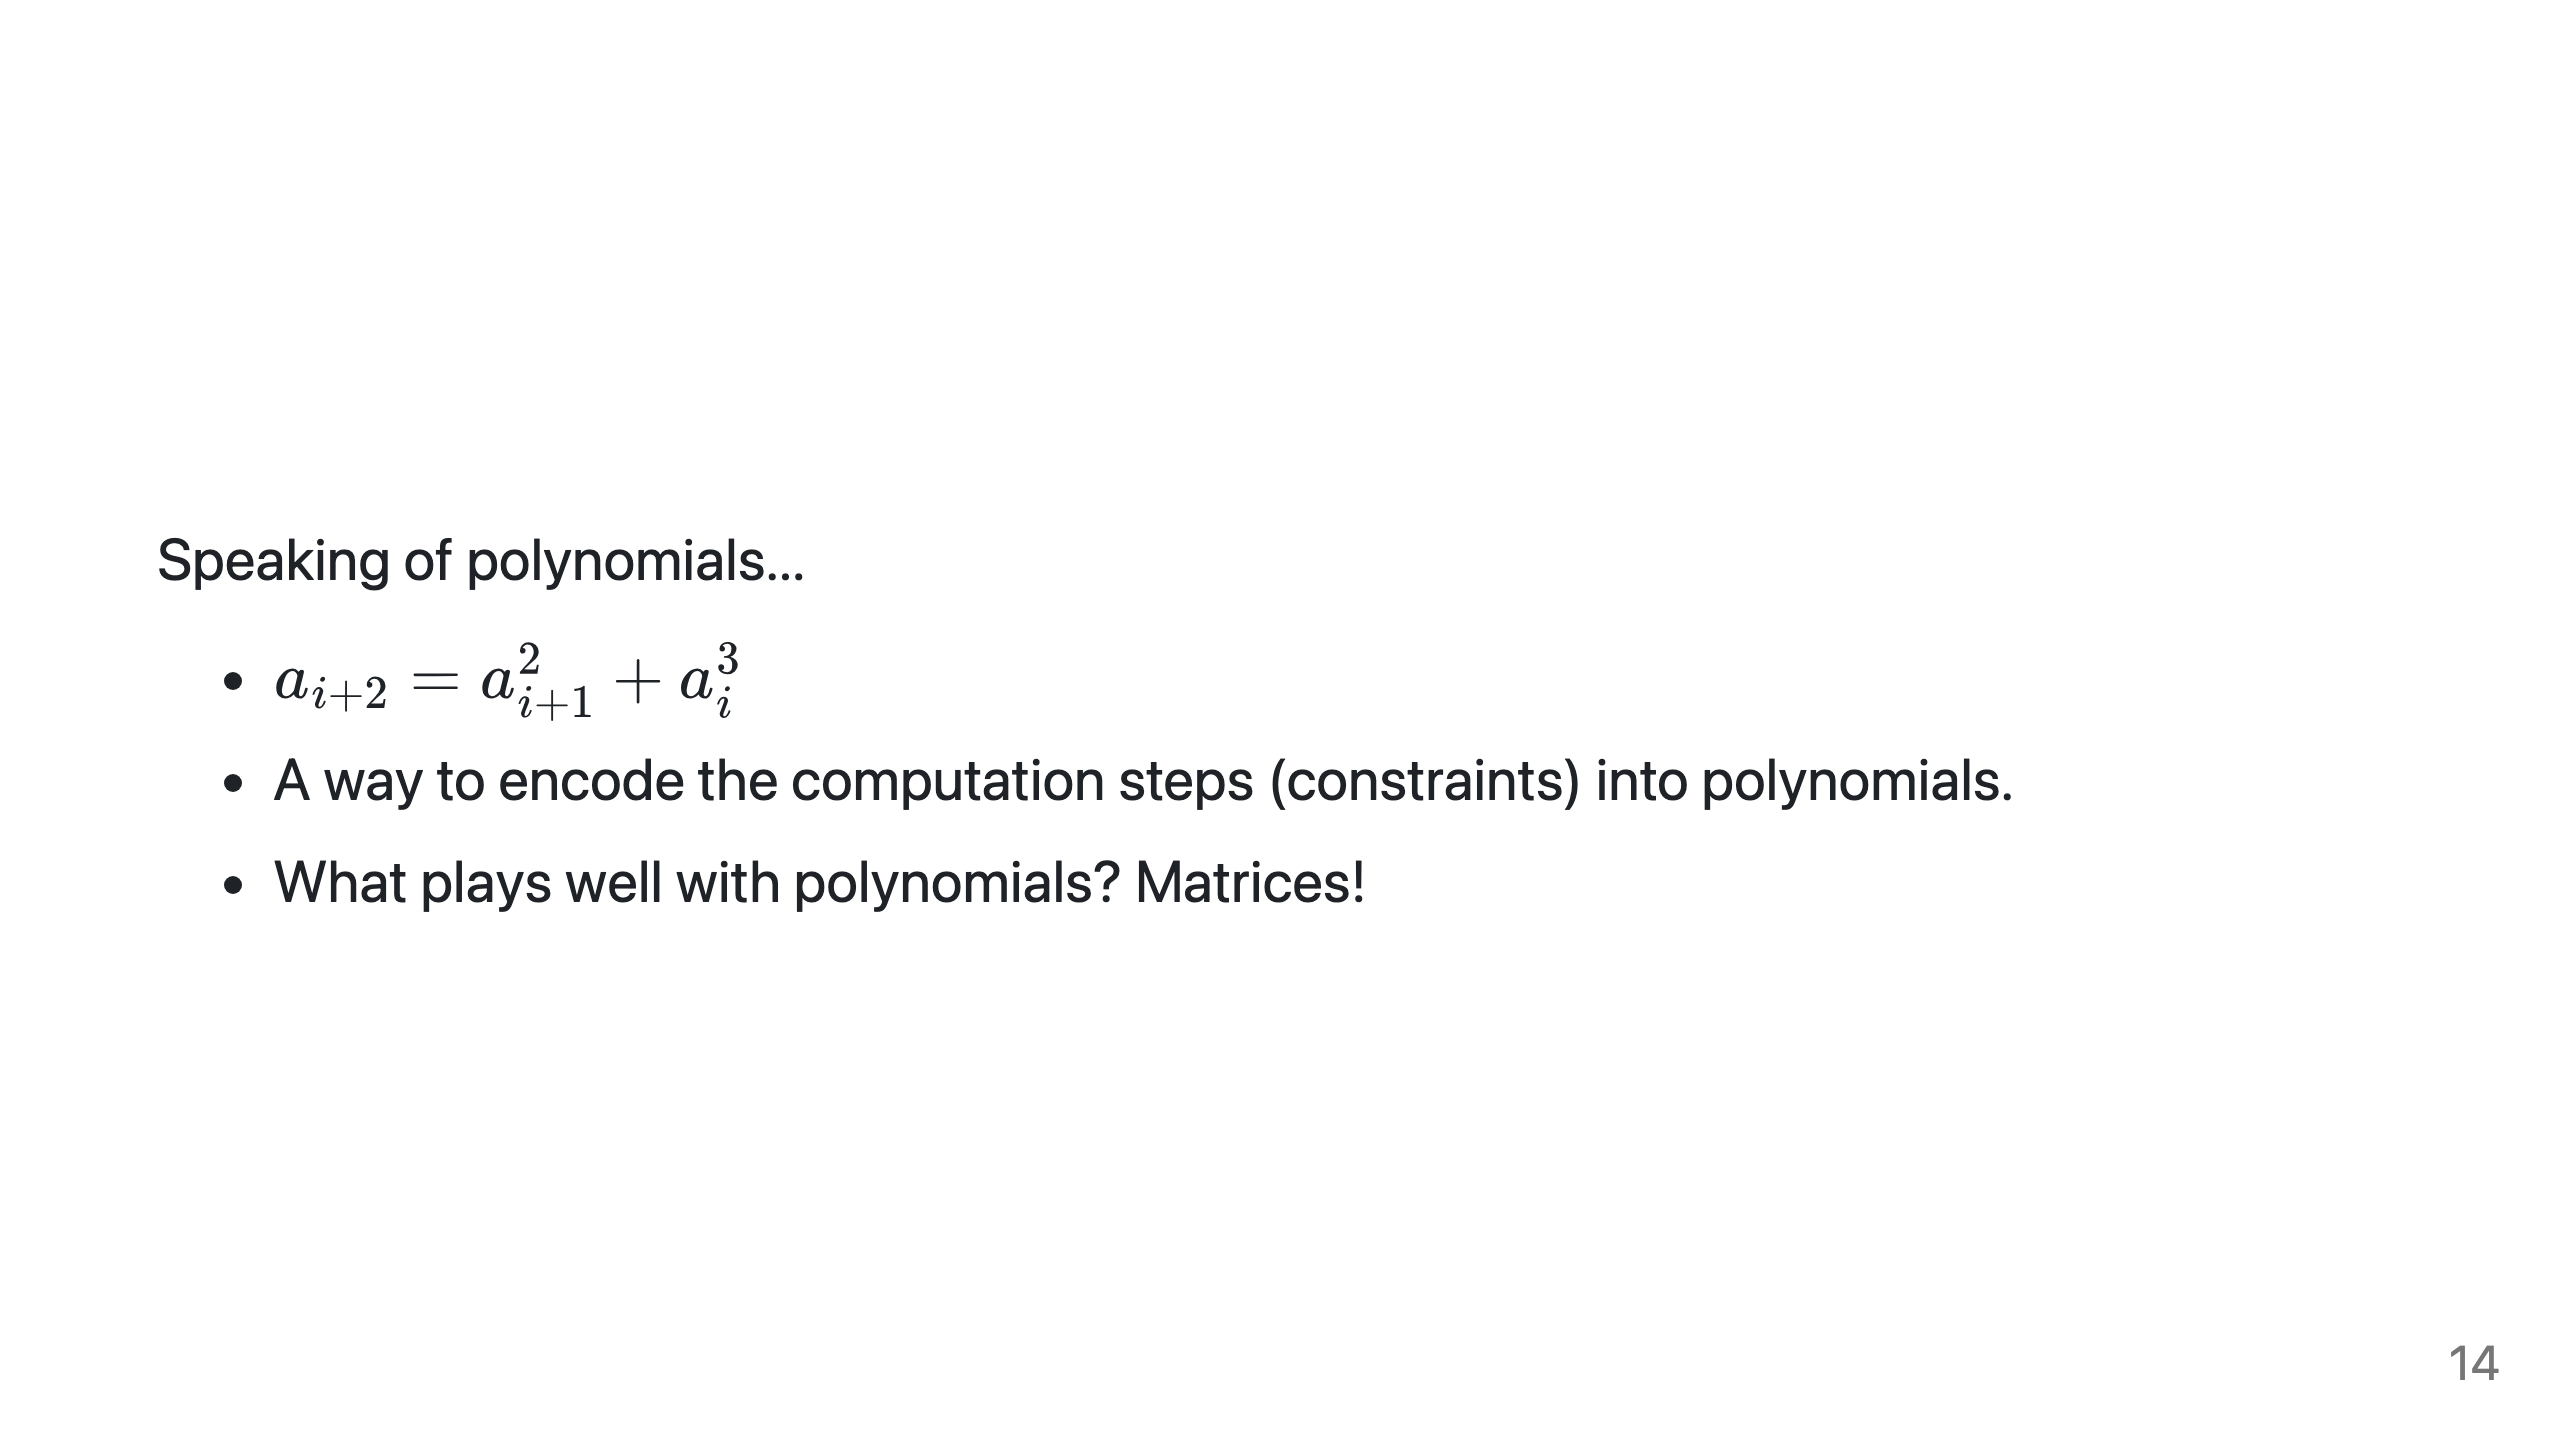 Speaking of polynomials...
• $a_{i+2} = a_{i+1}^2 + a_i^3$
• A way to encode the computation steps (constraints) into polynomials.
• What plays well with polynomials? Matrices!
14